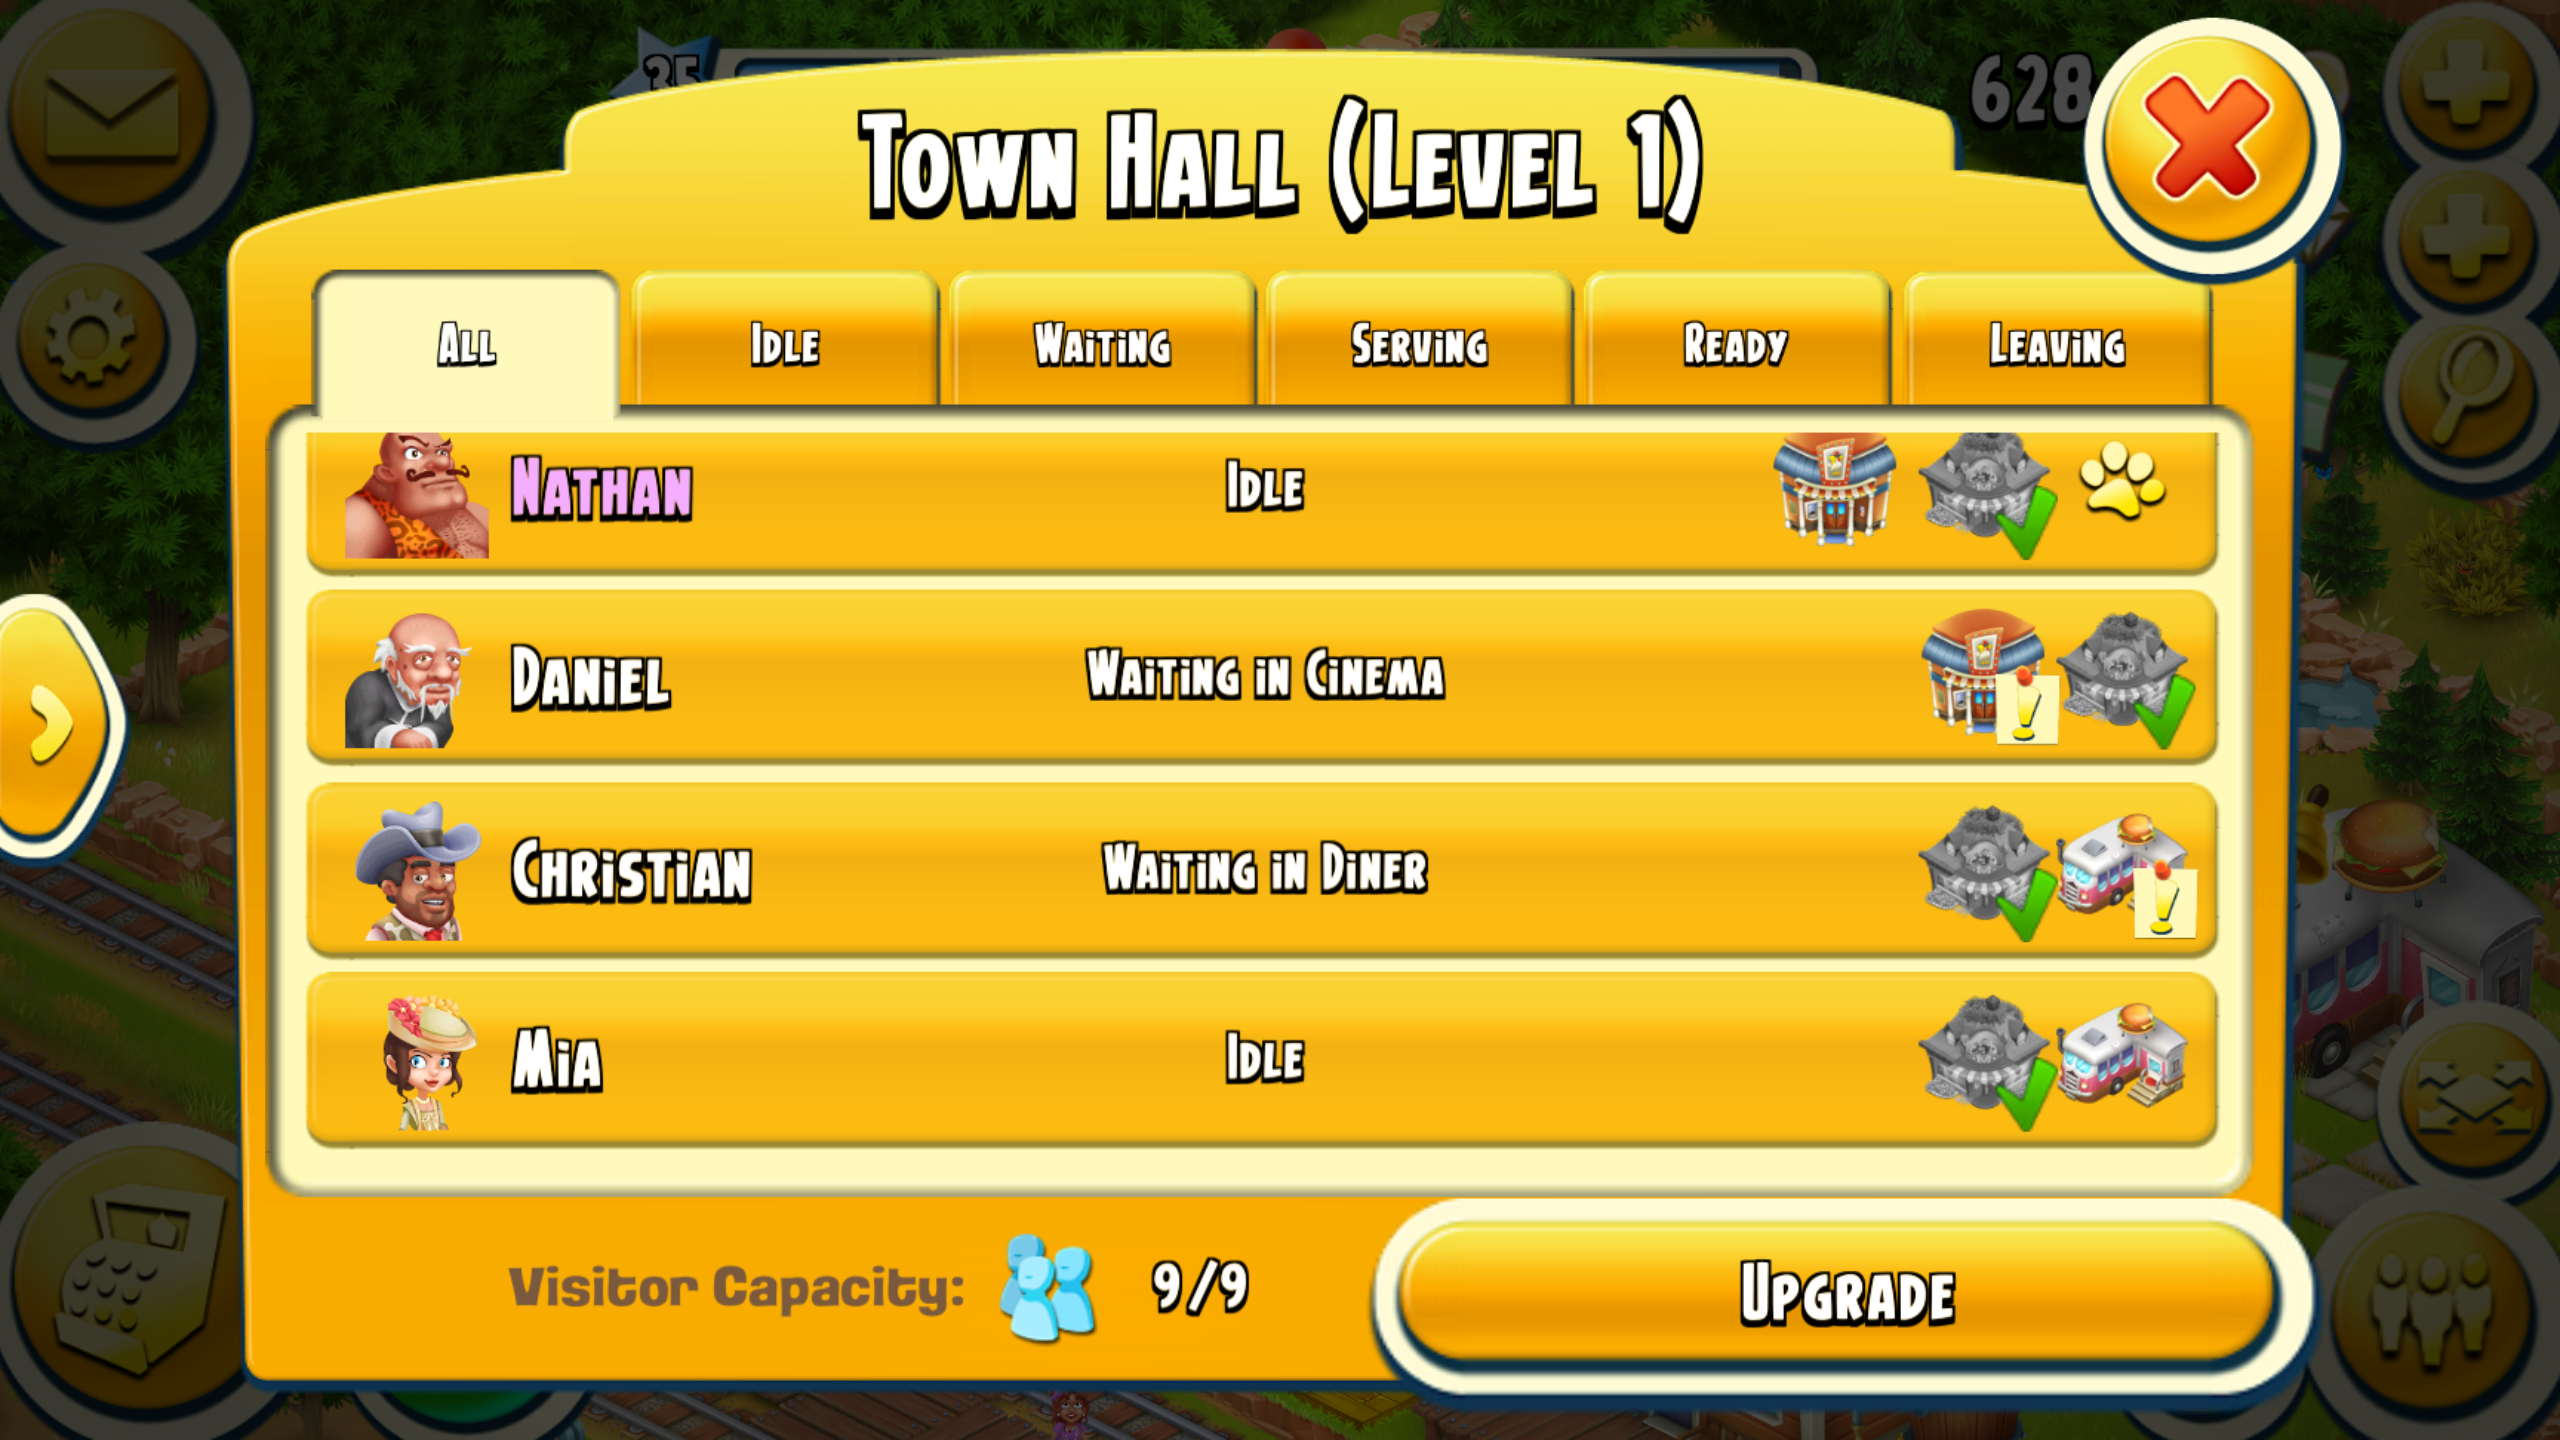 35
628
Town Hall (Level 1)
All Idle Waiting Serving Ready Leaving
Nathan Idle
Daniel Waiting in Cinema
Christian Waiting in Diner
Mia Idle
Visitor Capacity: 9/9
Upgrade